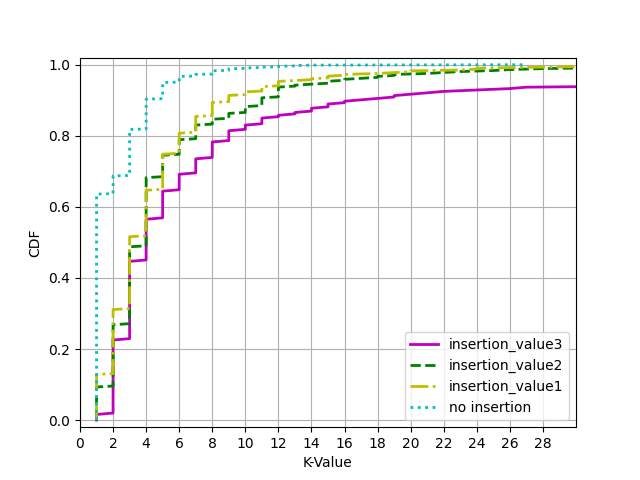 1.0
0.8
0.6
0.4
0.2
0.0
CDF
0 2 4 6 8 10 12 14 16 18 20 22 24 26 28
K-Value
insertion_value3
insertion_value2
insertion_value1
no insertion